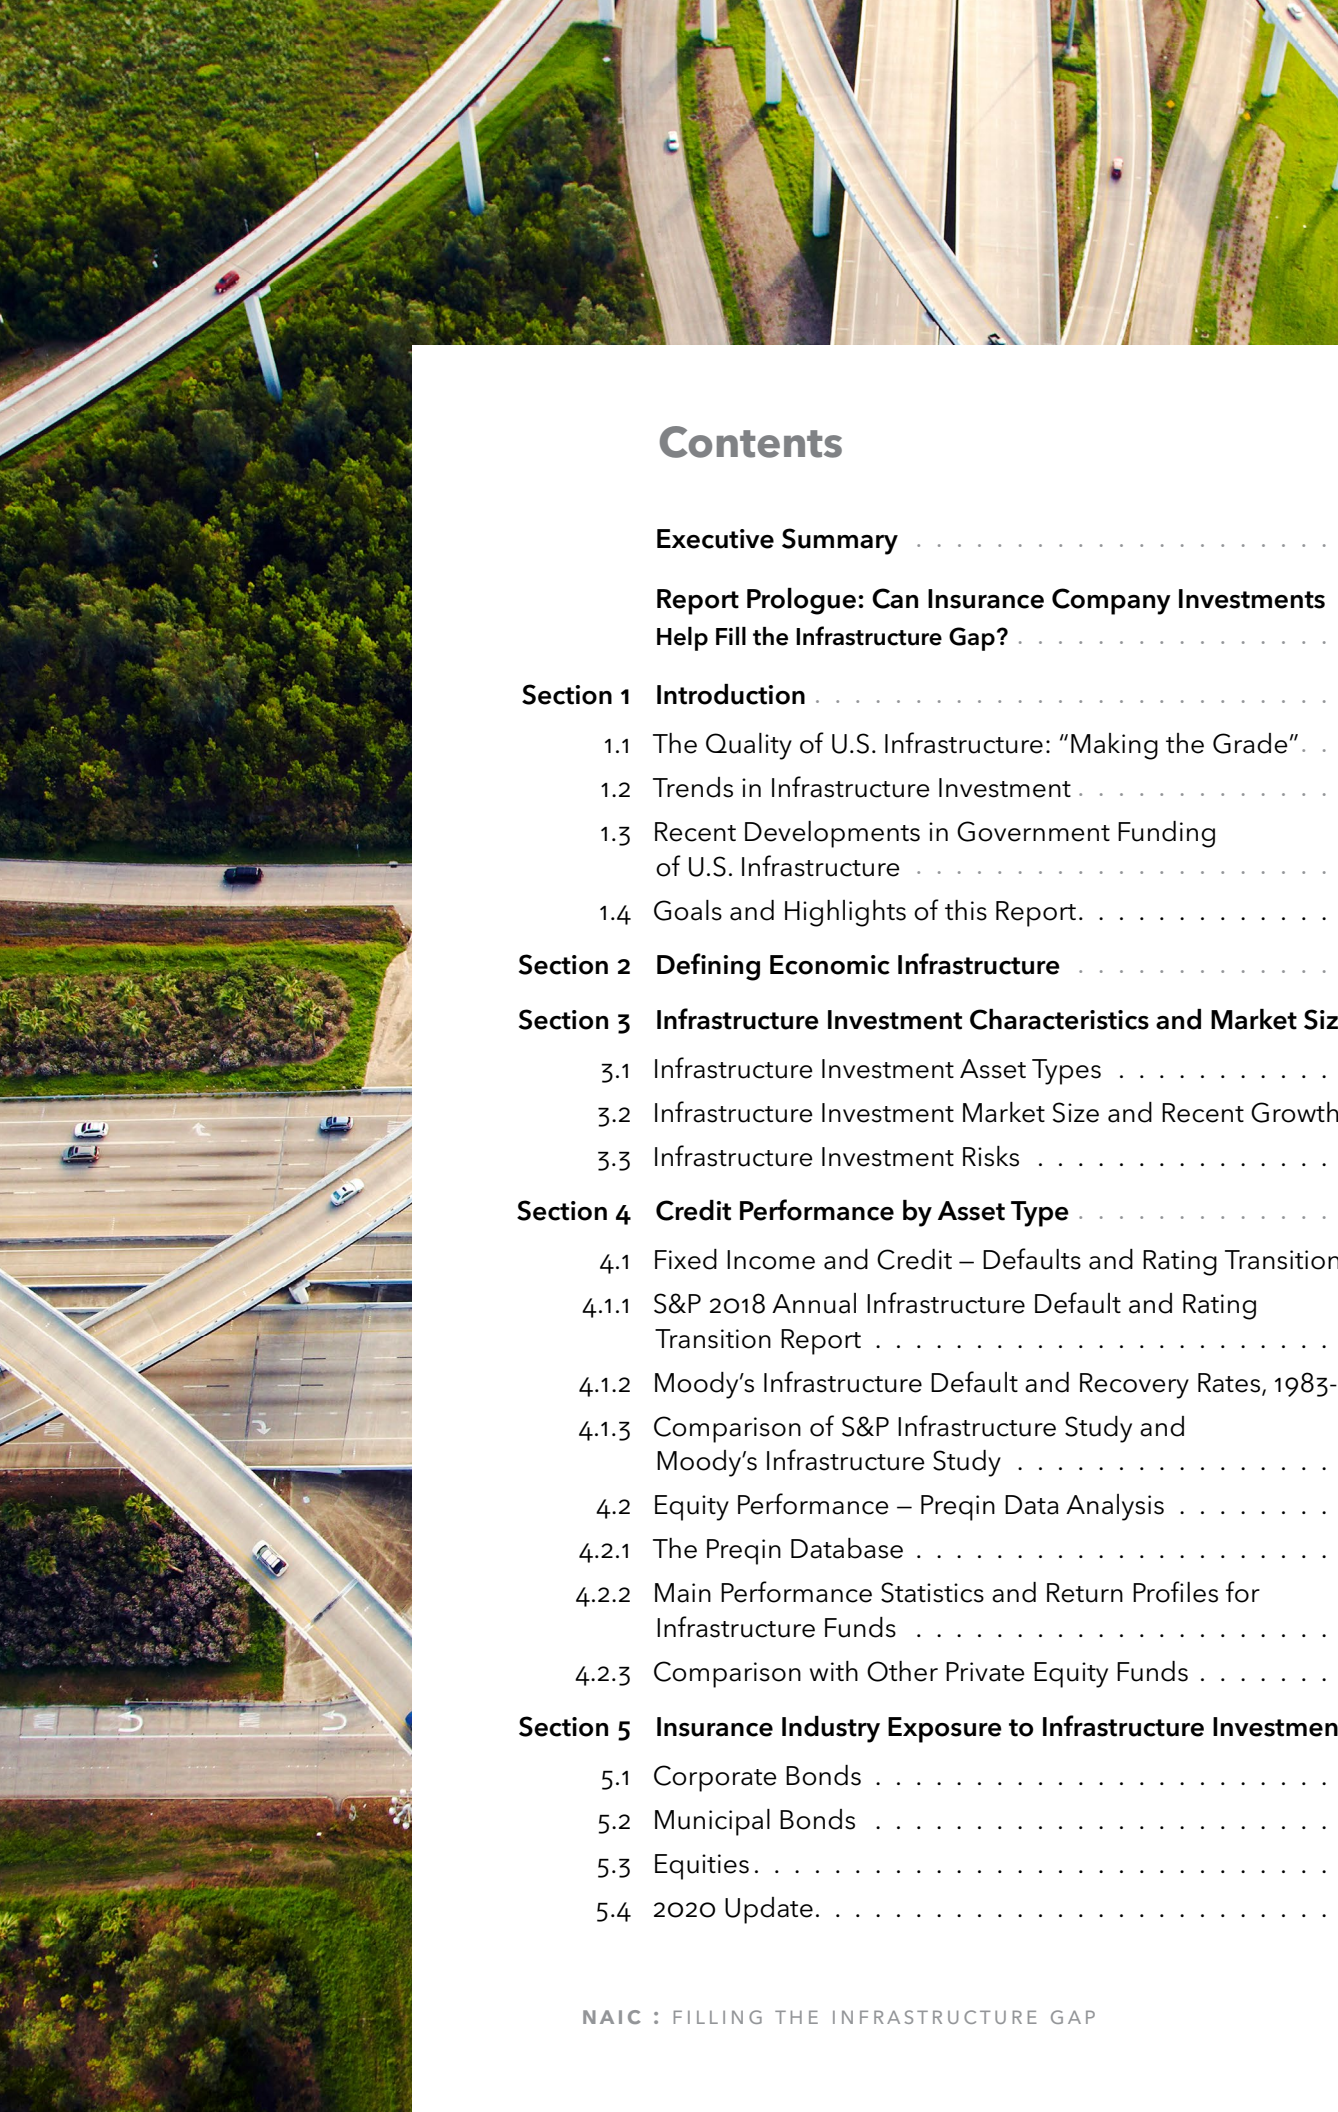 Contents
Executive Summary . . . . . . . . . . . . . . . . . . . . .
Report Prologue: Can Insurance Company Investments
Help Fill the Infrastructure Gap? . . . . . . . . . . . . . . . .
Section 1 Introduction . . . . . . . . . . . . . . . . . . . . . . . . . .
1.1 The Quality of U.S. Infrastructure: “Making the Grade” . .
1.2 Trends in Infrastructure Investment . . . . . . . . . . . . .
1.3 Recent Developments in Government Funding
of U.S. Infrastructure . . . . . . . . . . . . . . . . . . . . .
1.4 Goals and Highlights of this Report. . . . . . . . . . . . .
Section 2 Defining Economic Infrastructure . . . . . . . . . . . . .
Section 3 Infrastructure Investment Characteristics and Market Siz
3.1 Infrastructure Investment Asset Types . . . . . . . . . . .
3.2 Infrastructure Investment Market Size and Recent Growth
3.3 Infrastructure Investment Risks . . . . . . . . . . . . . . .
Section 4 Credit Performance by Asset Type . . . . . . . . . . . . .
4.1 Fixed Income and Credit – Defaults and Rating Transition
4.1.1 S&P 2018 Annual Infrastructure Default and Rating
Transition Report . . . . . . . . . . . . . . . . . . . . . . .
4.1.2 Moody’s Infrastructure Default and Recovery Rates, 1983-
4.1.3 Comparison of S&P Infrastructure Study and
Moody’s Infrastructure Study . . . . . . . . . . . . . . . .
4.2 Equity Performance – Preqin Data Analysis . . . . . . . .
4.2.1 The Preqin Database . . . . . . . . . . . . . . . . . . . . .
4.2.2 Main Performance Statistics and Return Profiles for
Infrastructure Funds . . . . . . . . . . . . . . . . . . . . .
4.2.3 Comparison with Other Private Equity Funds . . . . . . .
Section 5 Insurance Industry Exposure to Infrastructure Investmen
5.1 Corporate Bonds . . . . . . . . . . . . . . . . . . . . . . .
5.2 Municipal Bonds . . . . . . . . . . . . . . . . . . . . . . .
5.3 Equities . . . . . . . . . . . . . . . . . . . . . . . . . . . . .
5.4 2020 Update. . . . . . . . . . . . . . . . . . . . . . . . . .
NAIC : FILLING THE INFRASTRUCTURE GAP